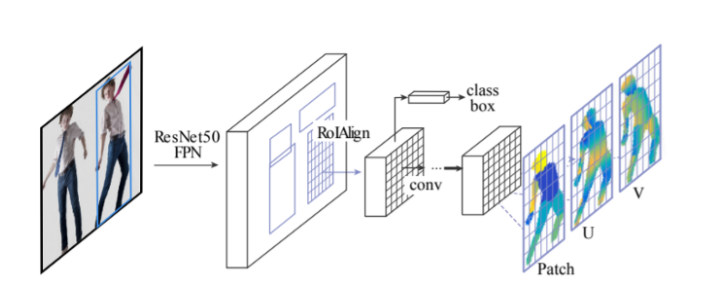 ResNet50
FPN
RoIAlign
class
box
conv
...
Patch
U
V